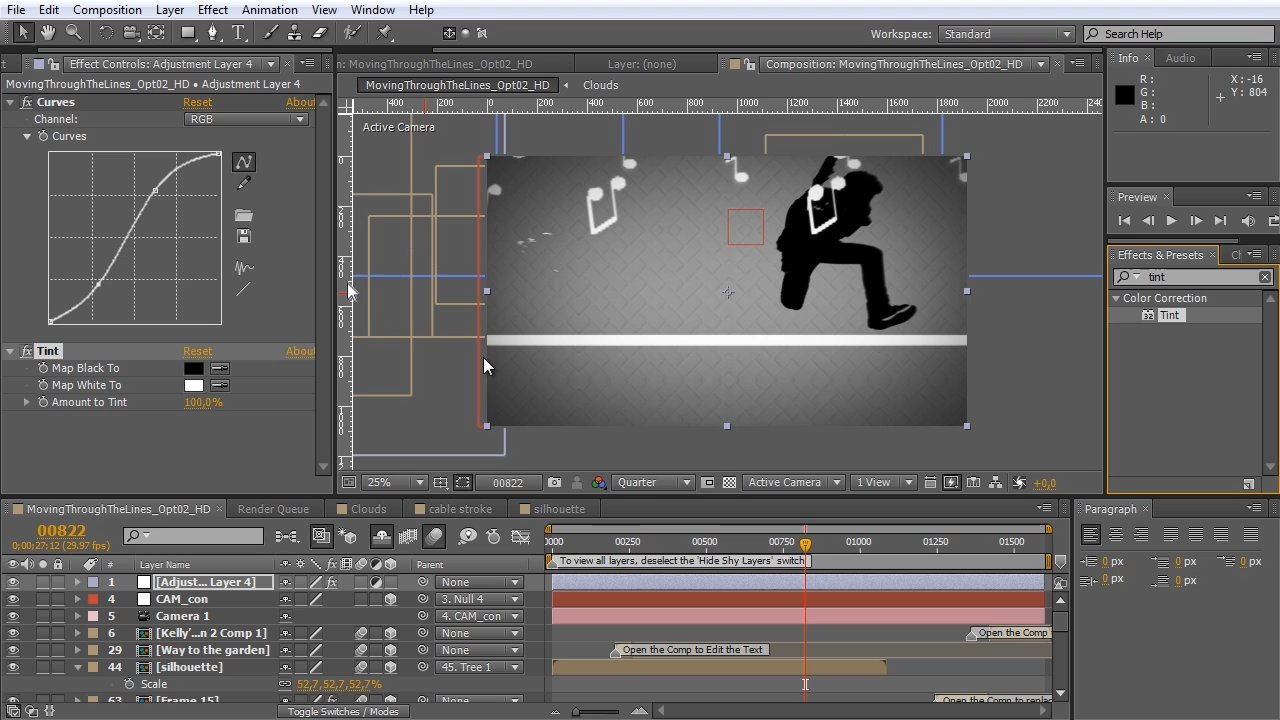 File Edit Composition Layer Effect Animation View Window Help
Workspace: Standard Search Help
Effect Controls: Adjustment Layer 4
n: MovingThroughTheLines_Opt02_HD
Layer: (none)
Composition: MovingThroughTheLines_Opt02_HD
Info Audio
MovingThroughTheLines_Opt02_HD • Adjustment Layer 4
MovingThroughTheLines_Opt02_HD Clouds
fx Curves Reset About
Channel: RGB
Curves
Active Camera
R: X: -16
G: Y: 804
B:
A: 0
Preview
Effects & Presets
tint
Color Correction
Tint
fx Tint Reset About
Map Black To
Map White To
Amount to Tint 100,0%
25% 00822 Quarter Active Camera 1 View +0,0
MovingThroughTheLines_Opt02_HD Render Queue Clouds cable stroke silhouette
Paragraph
00822
0:00:27:12 (29.97 fps)
0000 00250 00500 00750 01000 01250 01500
# Layer Name Parent
To view all layers, deselect the 'Hide Shy Layers' switch
1 [Adjust... Layer 4] None
4 CAM_con 3. Null 4
5 Camera 1 4. CAM_con
6 [Kelly'...n 2 Comp 1] None Open the Comp
29 [Way to the garden] None Open the Comp to Edit the Text
44 [silhouette] 45. Tree 1
Scale 52,7,52,7,52,7%
63 [Frame 15] None
Toggle Switches / Modes
0 px 0 px 0 px
0 px 0 px